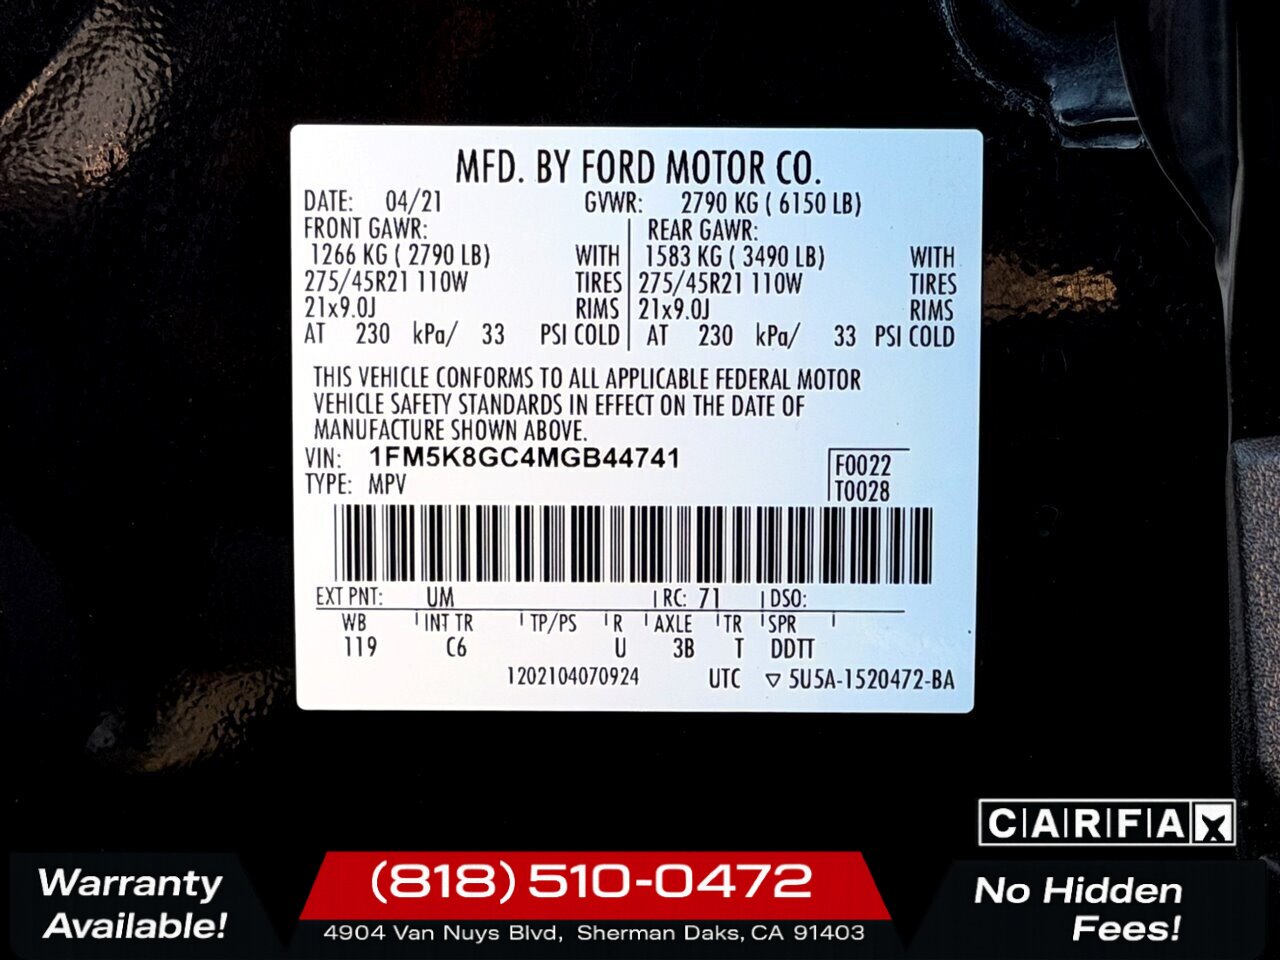 MFD. BY FORD MOTOR CO.
DATE: 04/21 GVWR: 2790 KG ( 6150 LB)
FRONT GAWR: REAR GAWR:
1266 KG ( 2790 LB) WITH 1583 KG ( 3490 LB) WITH
275/45R21 110W TIRES 275/45R21 110W TIRES
21x9.0J RIMS 21x9.0J RIMS
AT 230 kPa/ 33 PSI COLD AT 230 kPa/ 33 PSI COLD
THIS VEHICLE CONFORMS TO ALL APPLICABLE FEDERAL MOTOR
VEHICLE SAFETY STANDARDS IN EFFECT ON THE DATE OF
MANUFACTURE SHOWN ABOVE.
VIN: 1FM5K8GC4MGB44741
F0022
TYPE: MPV
T0028
EXT PNT: UM RC: 71 DSO:
WB INT TR TP/PS R AXLE TR SPR
119 C6 U 3B T DDTT
1202104070924 UTC ▽ 5U5A-1520472-BA
CARFAX
Warranty
Available!
(818) 510-0472
4904 Van Nuys Blvd, Sherman Daks, CA 91403
No Hidden
Fees!